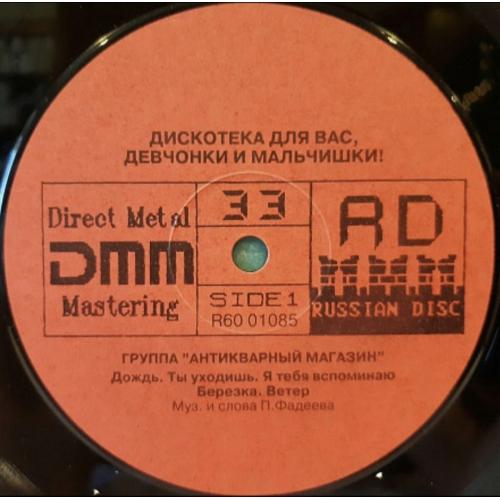 ДИСКОТЕКА ДЛЯ ВАС,
ДЕВЧОНКИ И МАЛЬЧИШКИ!
Direct Metal
DMM
Mastering
33
SIDE 1
R60 01085
RD
МММ
RUSSIAN DISC
ГРУППА "АНТИКВАРНЫЙ МАГАЗИН"
Дождь. Ты уходишь. Я тебя вспоминаю
Березка. Ветер
Муз. и слова П.Фадеева